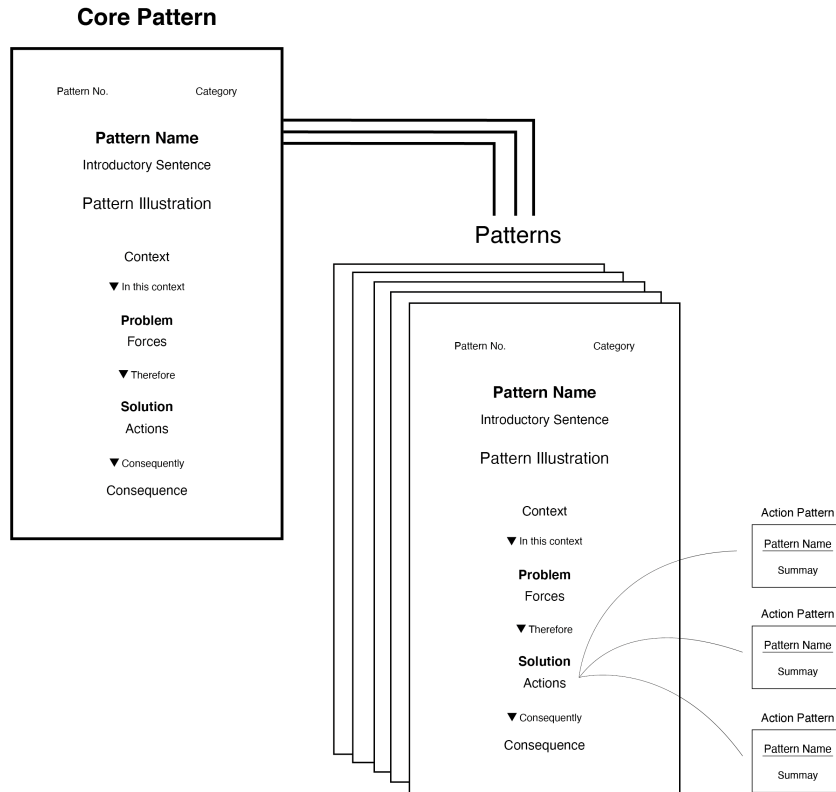 Core Pattern
Pattern No. Category
Pattern Name
Introductory Sentence
Pattern Illustration
Context
▼ In this context
Problem
Forces
▼ Therefore
Solution
Actions
▼ Consequently
Consequence
Patterns
Pattern No. Category
Pattern Name
Introductory Sentence
Pattern Illustration
Context
▼ In this context
Problem
Forces
▼ Therefore
Solution
Actions
▼ Consequently
Consequence
Action Pattern
Pattern Name
Summay
Action Pattern
Pattern Name
Summay
Action Pattern
Pattern Name
Summay